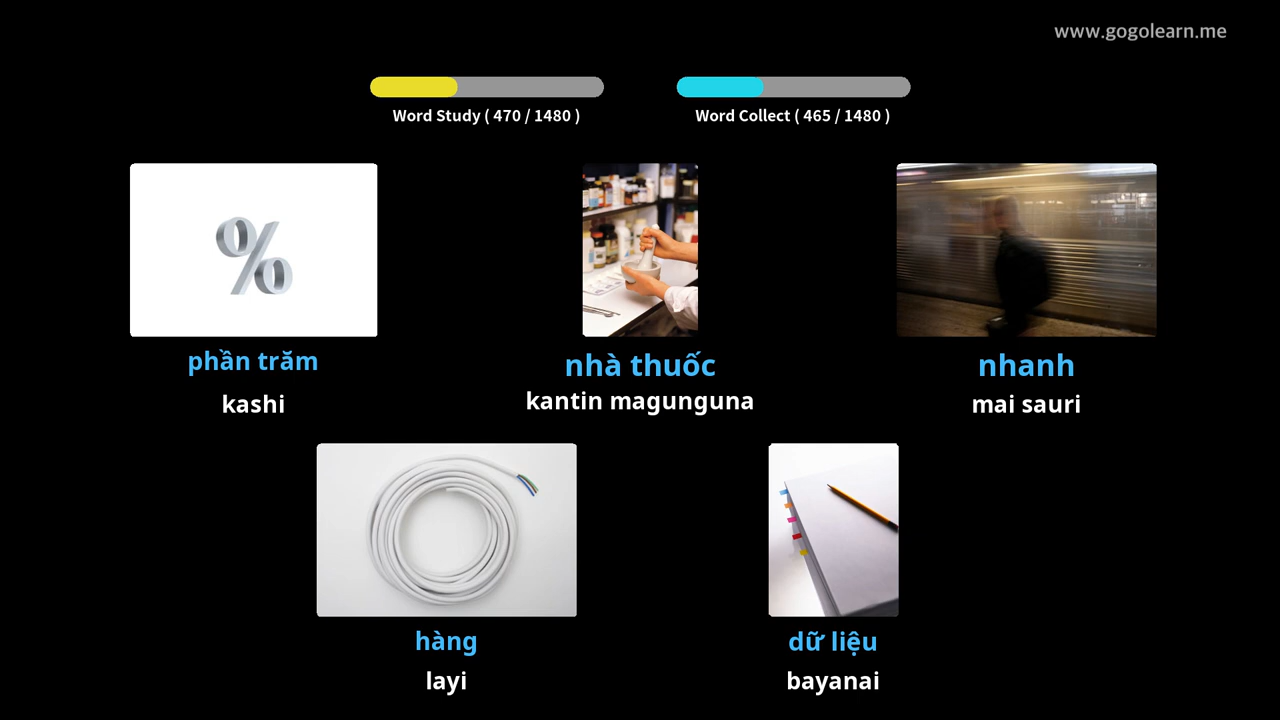 www.gogolearn.me
Word Study ( 470 / 1480 )
Word Collect ( 465 / 1480 )
%
phần trăm
kashi
nhà thuốc
kantin magunguna
nhanh
mai sauri
hàng
layi
dữ liệu
bayanai